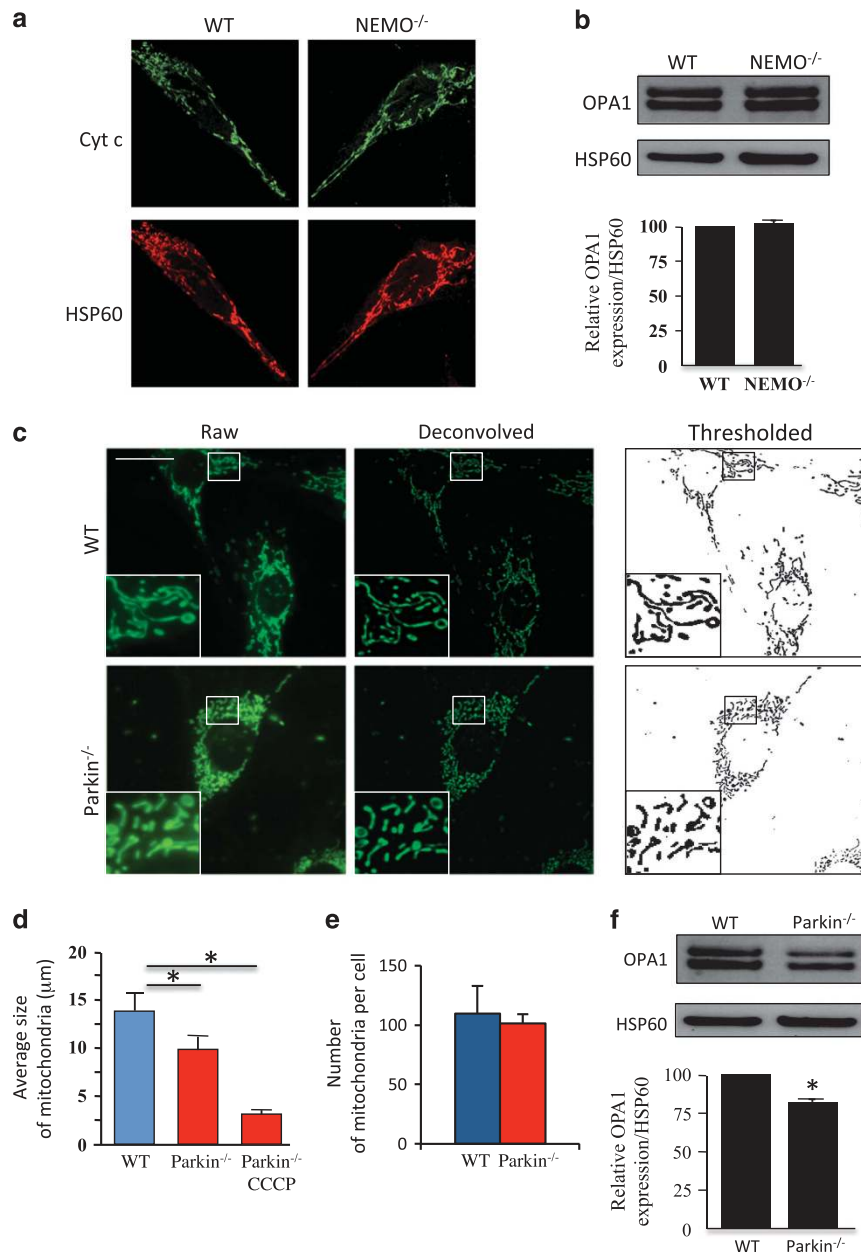 a
WT
NEMO-/-
Cyt c
HSP60
b
WT
NEMO-/-
OPA1
HSP60
Relative OPA1
expression/HSP60
100
75
50
25
0
WT
NEMO-/-
c
Raw
Deconvolved
Thresholded
WT
Parkin-/-
d
Average size
of mitochondria (μm)
20
15
10
5
0
*
*
WT
Parkin-/-
Parkin-/-
CCCP
e
Number
of mitochondria per cell
150
100
50
0
WT
Parkin-/-
f
WT
Parkin-/-
OPA1
HSP60
Relative OPA1
expression/HSP60
100
75
50
25
0
*
WT
Parkin-/-